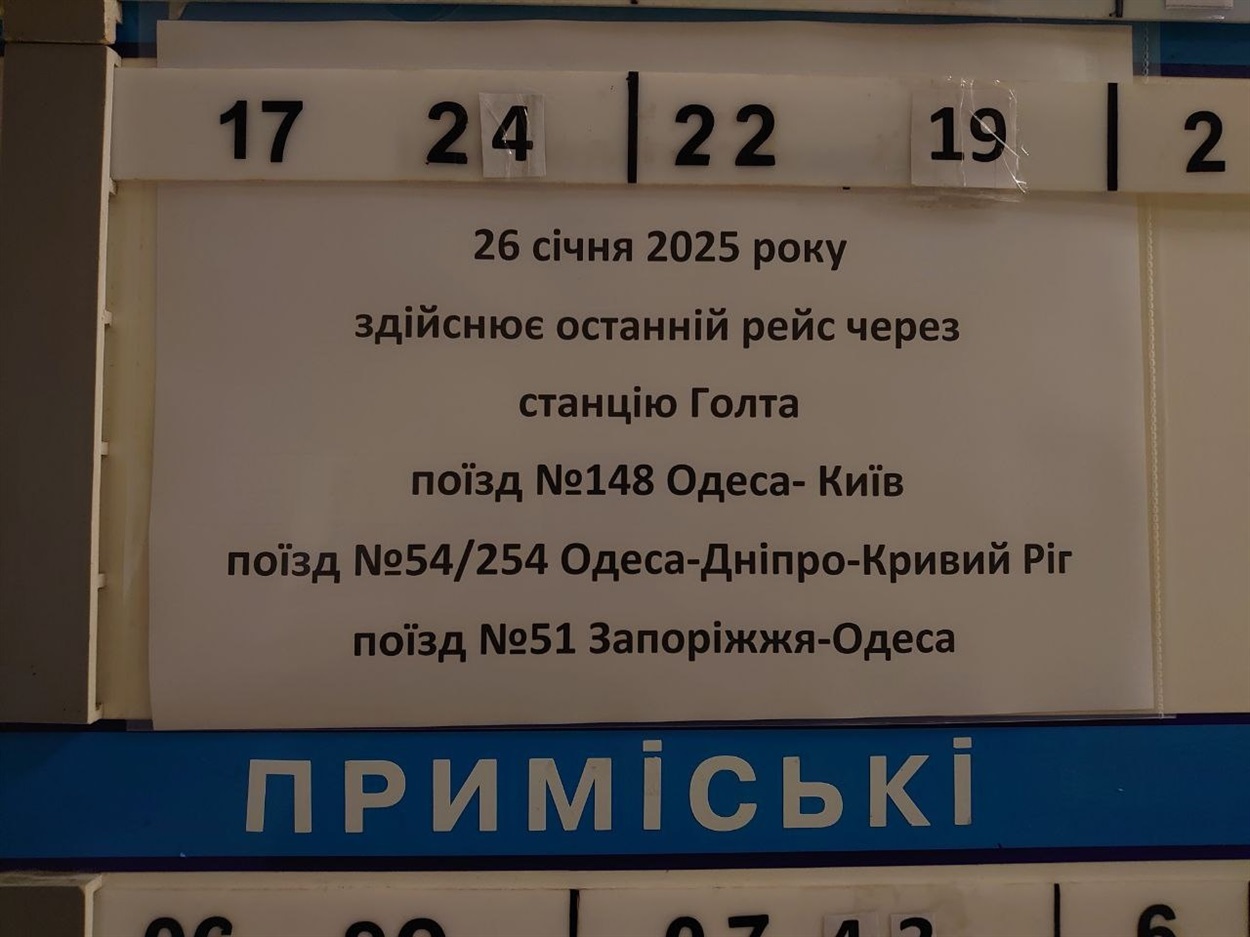 17 24 | 22 19 | 2
26 січня 2025 року
здійснює останній рейс через
станцію Голта
поїзд №148 Одеса- Київ
поїзд №54/254 Одеса-Дніпро-Кривий Ріг
поїзд №51 Запоріжжя-Одеса
ПРИМІСЬКІ